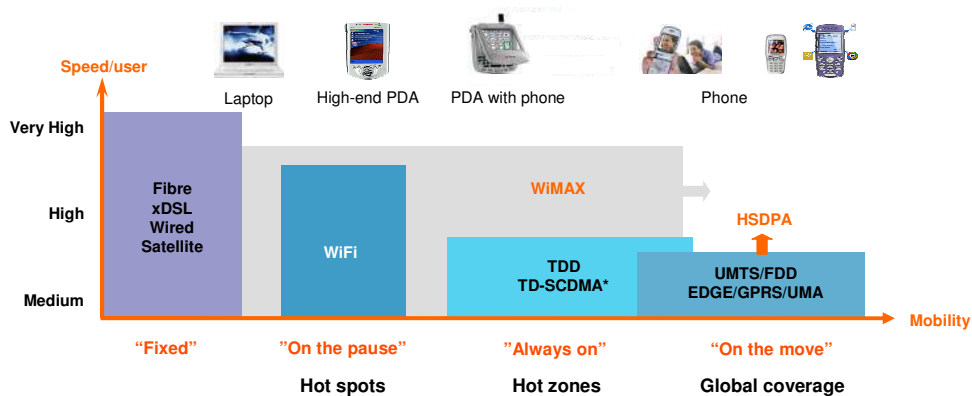 Speed/user
Laptop
High-end PDA
PDA with phone
Phone
Very High
High
Medium
Fibre
xDSL
Wired
Satellite
WiFi
WiMAX
TDD
TD-SCDMA*
HSDPA
UMTS/FDD
EDGE/GPRS/UMA
Mobility
“Fixed”
”On the pause”
”Always on”
“On the move”
Hot spots
Hot zones
Global coverage